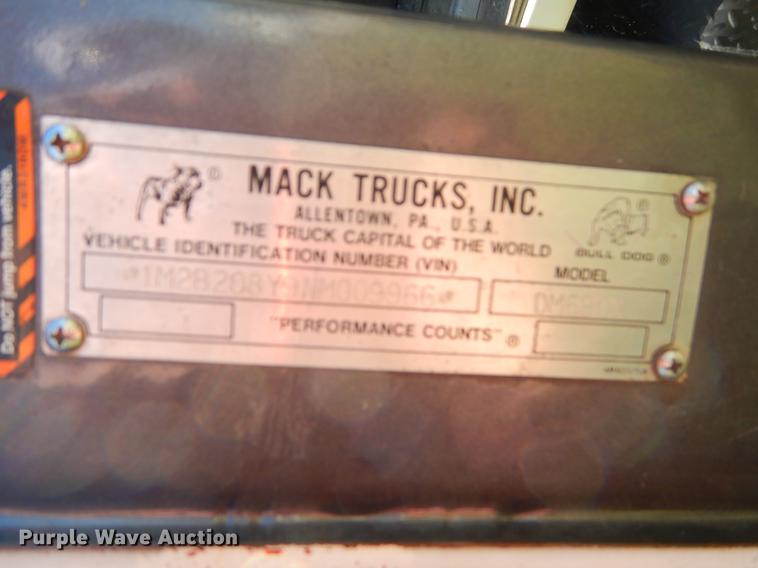 MACK TRUCKS, INC.
ALLENTOWN, PA., U.S.A.
THE TRUCK CAPITAL OF THE WORLD
BULL DOG ®
VEHICLE IDENTIFICATION NUMBER (VIN)
MODEL
"PERFORMANCE COUNTS" ®
Do NOT jump from vehicle.
Purple Wave Auction®